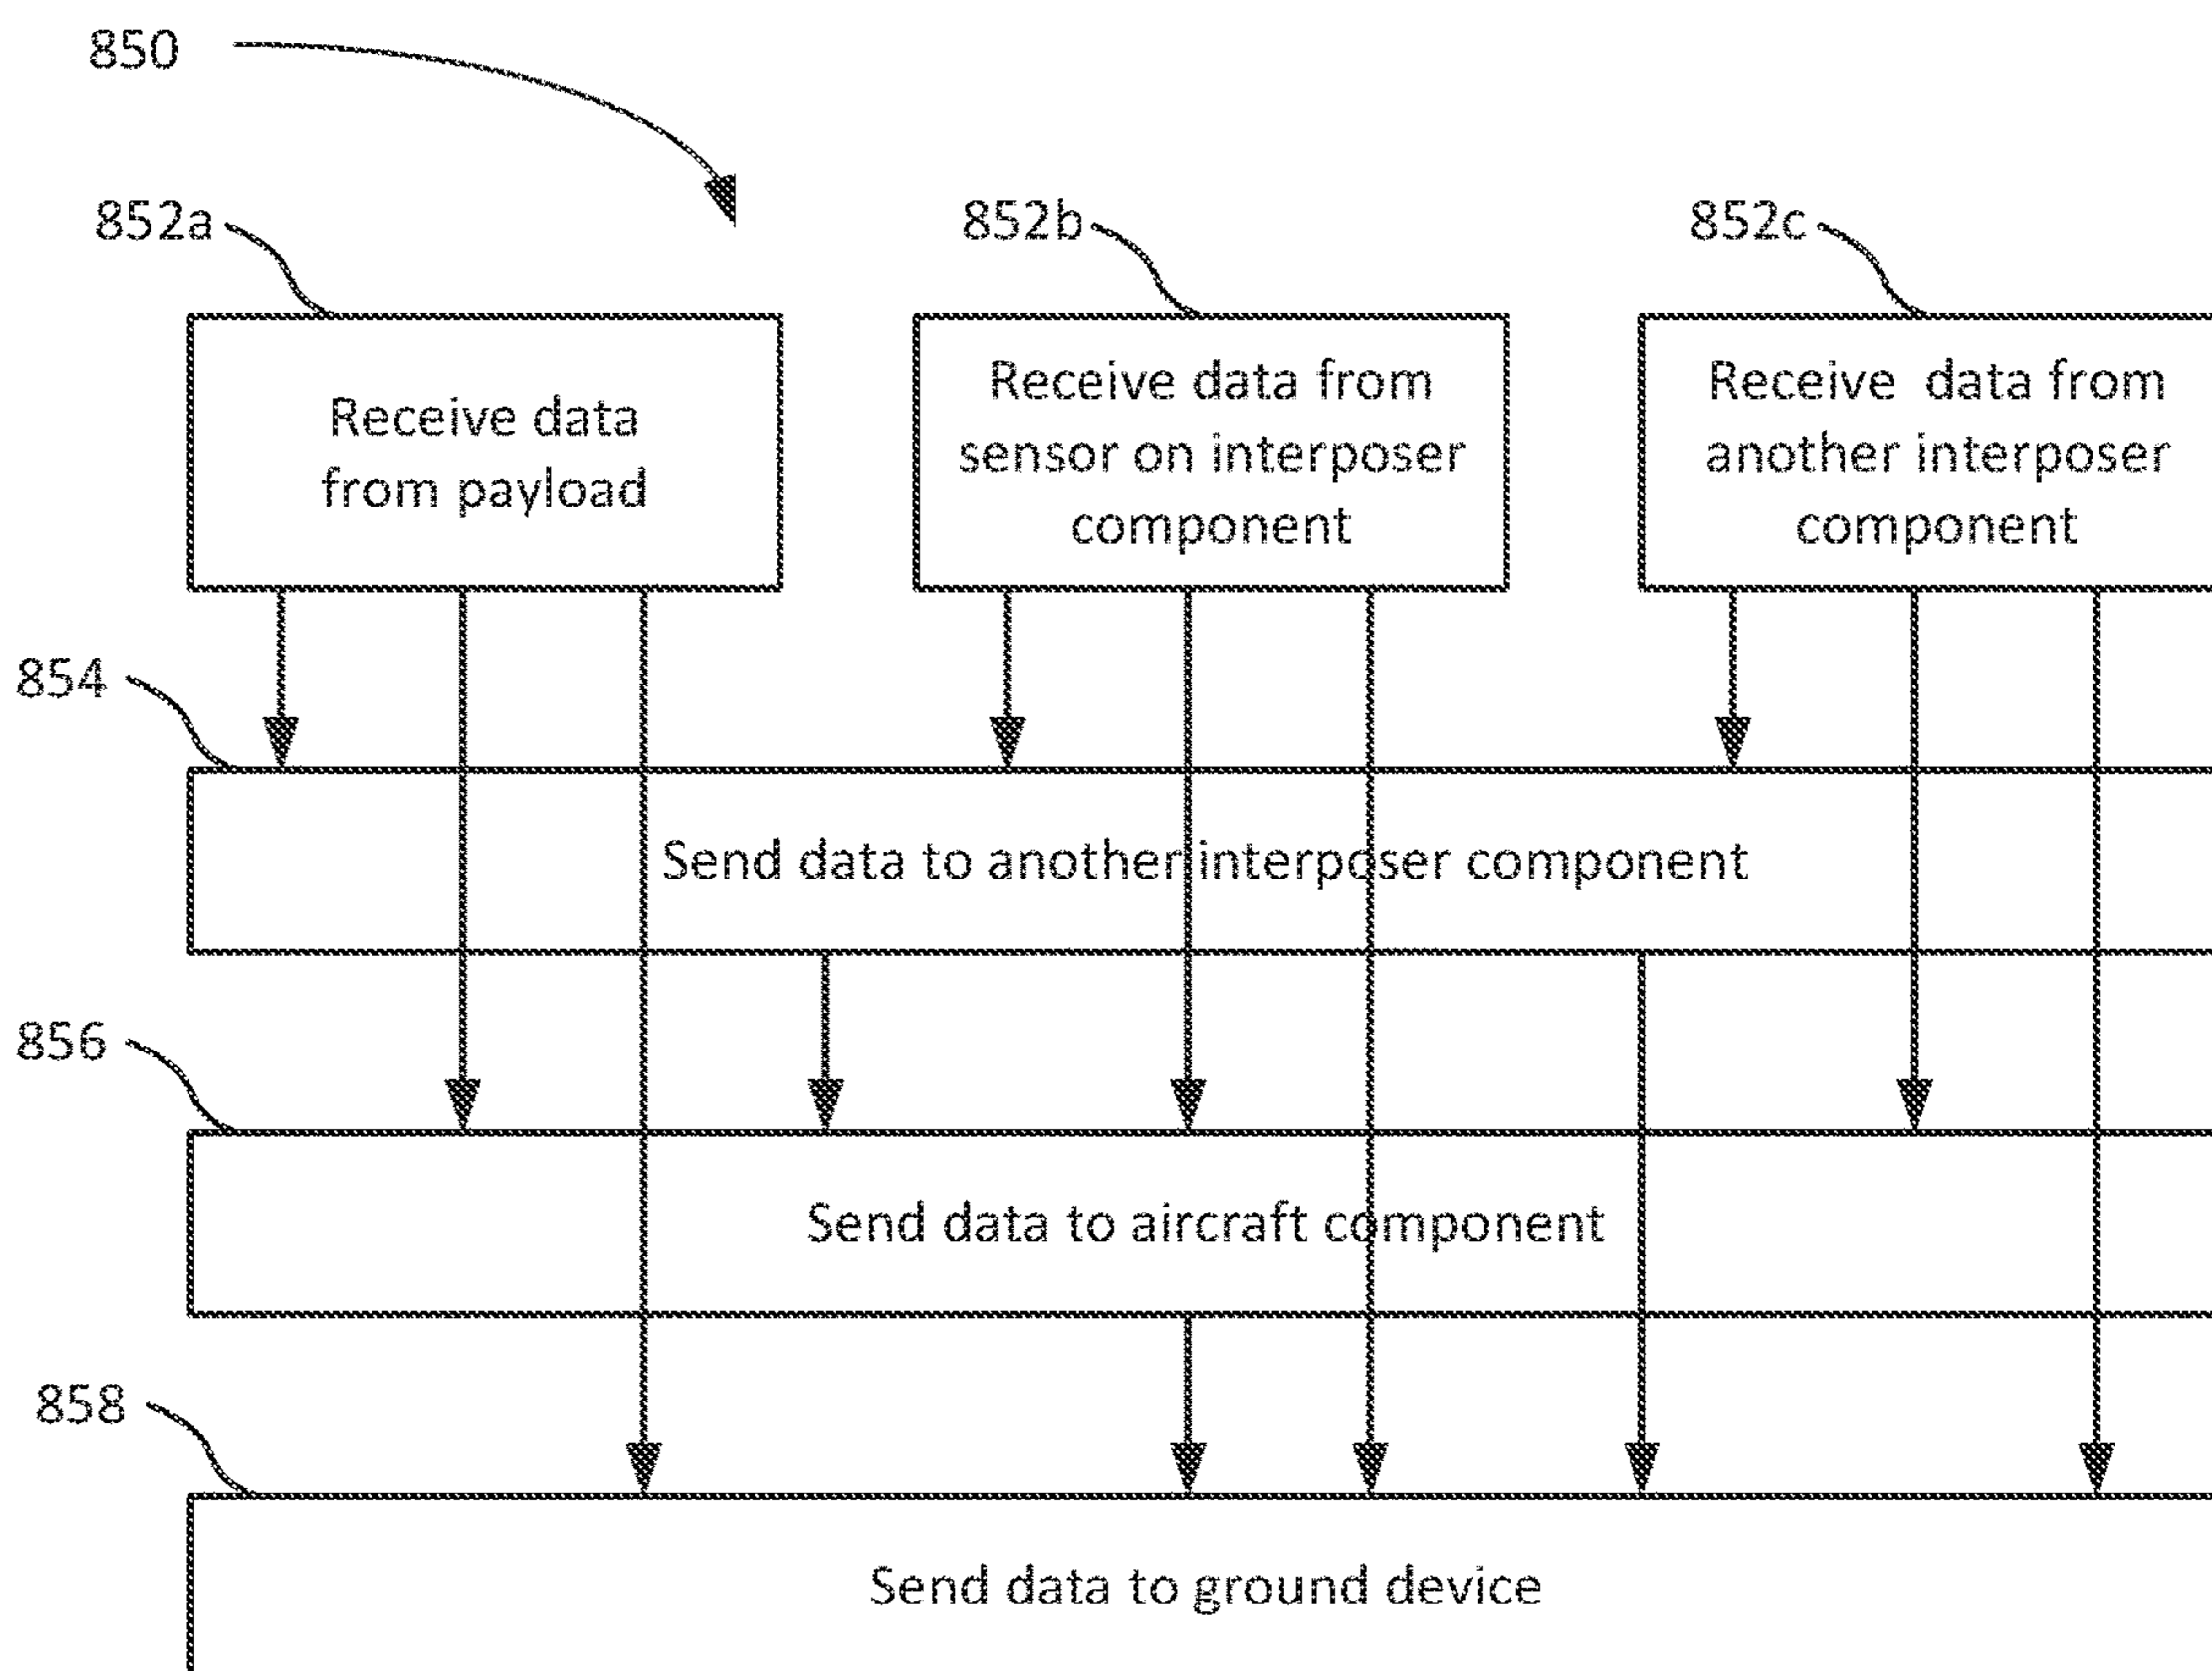 850
852a
852b
852c
Receive data
from payload
Receive data from
sensor on interposer
component
Receive data from
another interposer
component
854
Send data to another interposer component
856
Send data to aircraft component
858
Send data to ground device